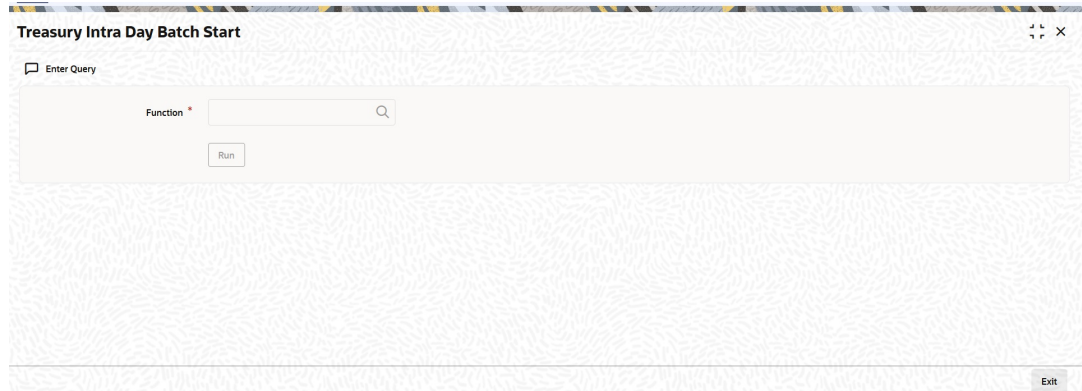 Treasury Intra Day Batch Start
Enter Query
Function *
Run
Exit